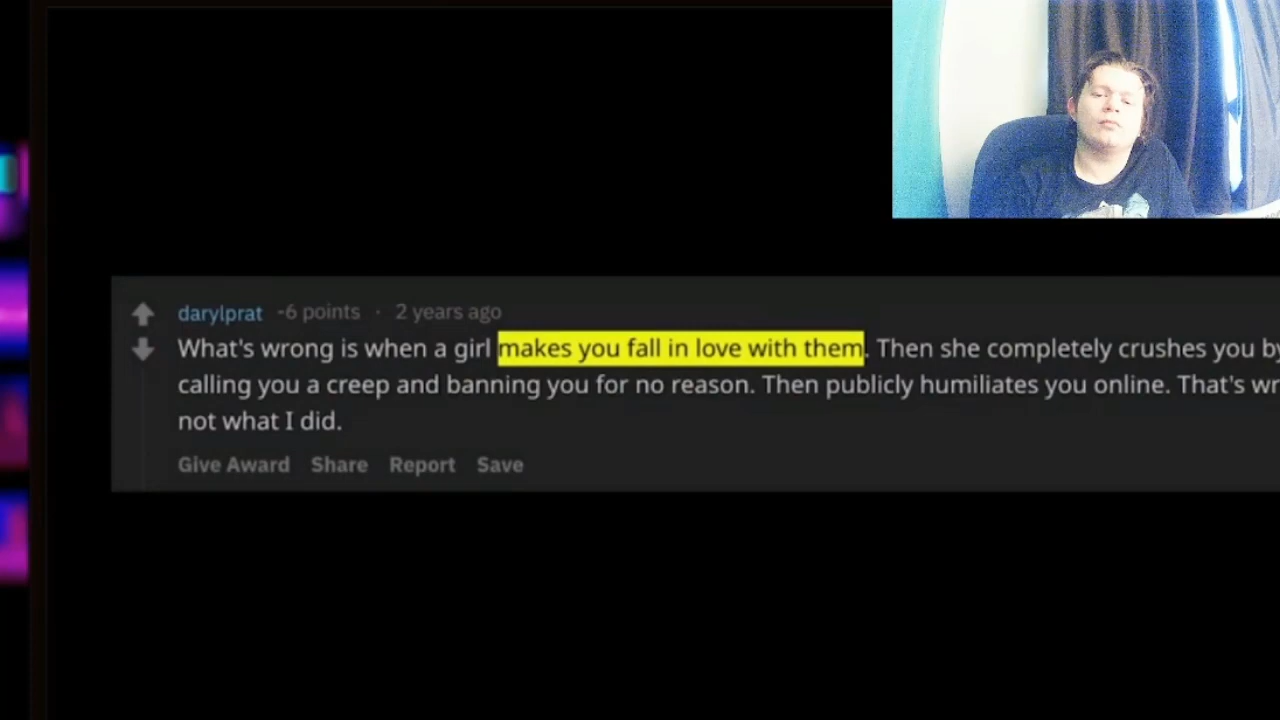 darylprat -6 points · 2 years ago
What's wrong is when a girl makes you fall in love with them. Then she completely crushes you by
calling you a creep and banning you for no reason. Then publicly humiliates you online. That's
not what I did.
Give Award Share Report Save